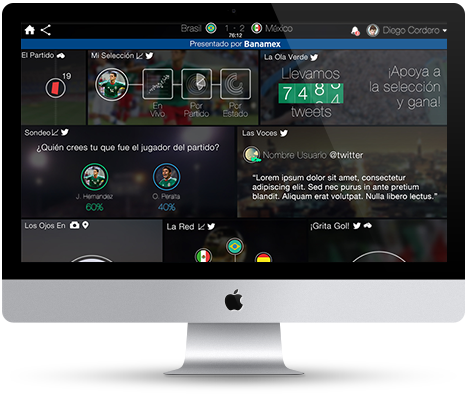 Brasil 1 - 2 México
76:12
Diego Cordero
Presentado por Banamex
El Partido
19
Mi Selección
En Vivo
Por Partido
Por Estado
La Ola Verde
Llevamos
tweets
¡Apoya a
la selección
y gana!
Sondeo
¿Quién crees tu que fue el jugador del partido?
J. Hernandez
60%
O. Peralta
40%
Las Voces
Nombre Usuario @twitter
"Lorem ipsum dolor sit amet, consectetur
adipiscing elit. Sed nec purus in ante pretium
blandit. Aliquam erat volutpat. Nulla libero lectus."
Los Ojos En
La Red
¡Grita Gol!